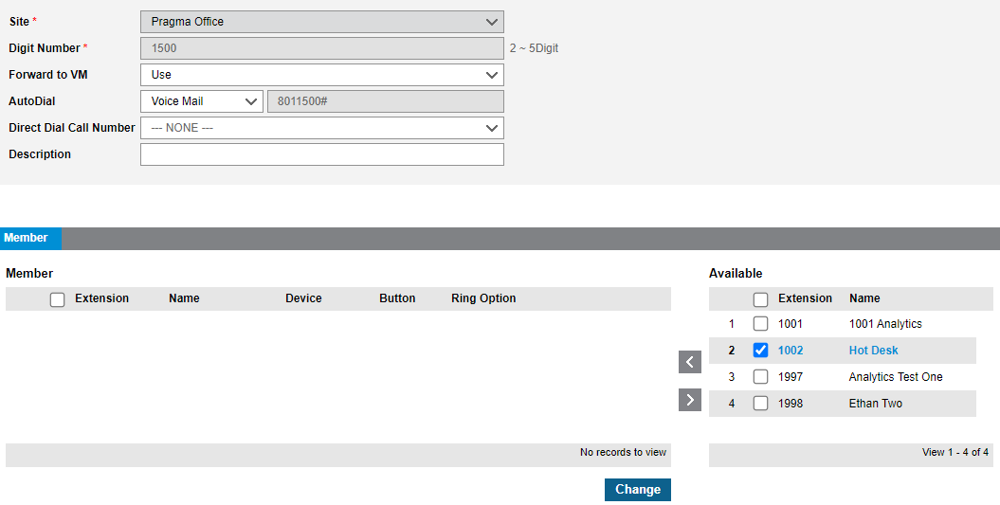 Site *
Pragma Office
Digit Number *
1500
2 ~ 5Digit
Forward to VM
Use
AutoDial
Voice Mail
8011500#
Direct Dial Call Number
--- NONE ---
Description
Member
Member
Extension Name Device Button Ring Option
No records to view
Change
Available
Extension Name
1 1001 1001 Analytics
2 1002 Hot Desk
3 1997 Analytics Test One
4 1998 Ethan Two
View 1 - 4 of 4